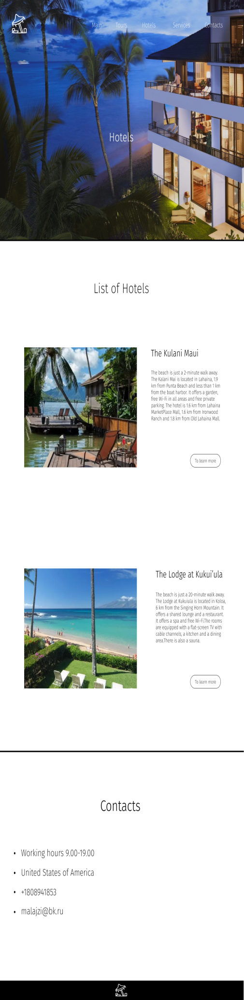 Main Tours Hotels Services Contacts
Hotels
List of Hotels
The Kulani Maui
The beach is just a 2-minute walk away.
The Kalani Mai is located in Lahaina, 1.9
km from Punta Beach and less than 1 km
from the boat harbor. It offers a garden,
free Wi-Fi in all areas and free private
parking. The hotel is 1.6 km from Lahaina
MarketPlace Mall, 1.6 km from Ironwood
Ranch and 1.8 km from Old Lahaina Mall.
To learn more
The Lodge at Kukui’ula
The beach is just a 20-minute walk away.
The Lodge at Kukuiula is located in Koloa,
6 km from the Singing Horn Mountain. It
offers a shared lounge and a restaurant.
It offers a spa and free Wi-Fi.The rooms
are equipped with a flat-screen TV with
cable channels, a kitchen and a dining
area.There is also a sauna.
To learn more
Contacts
• Working hours 9.00-19.00
• United States of America
• +1808941853
• malajzi@bk.ru